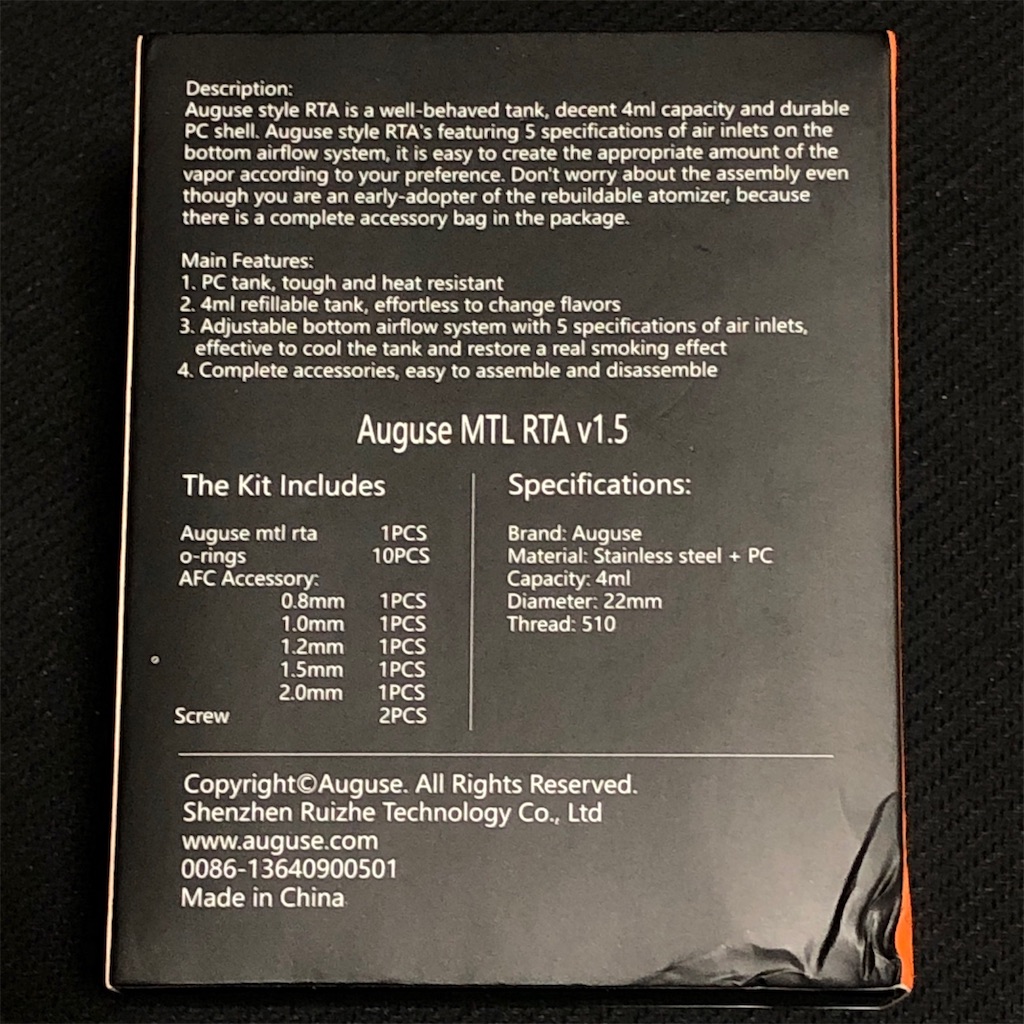 Description:
Auguse style RTA is a well-behaved tank, decent 4ml capacity and durable
PC shell. Auguse style RTA's featuring 5 specifications of air inlets on the
bottom airflow system, it is easy to create the appropriate amount of the
vapor according to your preference. Don't worry about the assembly even
though you are an early-adopter of the rebuildable atomizer, because
there is a complete accessory bag in the package.
Main Features:
1. PC tank, tough and heat resistant
2. 4ml refillable tank, effortless to change flavors
3. Adjustable bottom airflow system with 5 specifications of air inlets,
effective to cool the tank and restore a real smoking effect
4. Complete accessories, easy to assemble and disassemble
Auguse MTL RTA v1.5
The Kit Includes
Auguse mtl rta 1PCS
o-rings 10PCS
AFC Accessory:
0.8mm 1PCS
1.0mm 1PCS
1.2mm 1PCS
1.5mm 1PCS
2.0mm 1PCS
Screw 2PCS
Specifications:
Brand: Auguse
Material: Stainless steel + PC
Capacity: 4ml
Diameter: 22mm
Thread: 510
Copyright©Auguse. All Rights Reserved.
Shenzhen Ruizhe Technology Co., Ltd
www.auguse.com
0086-13640900501
Made in China